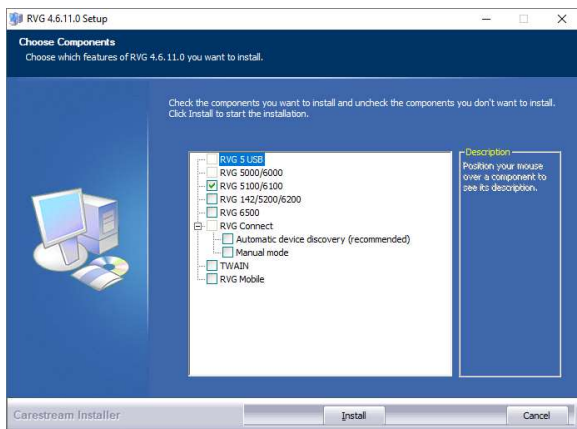 RVG 4.6.11.0 Setup
Choose Components
Choose which features of RVG 4.6.11.0 you want to install.
Check the components you want to install and uncheck the components you don't want to install.
Click Install to start the installation.
RVG 5 USB
RVG 5000/6000
RVG 5100/6100
RVG 142/5200/6200
RVG 6500
RVG Connect
Automatic device discovery (recommended)
Manual mode
TWAIN
RVG Mobile
Description
Position your mouse
over a component to
see its description.
Carestream Installer
Install
Cancel